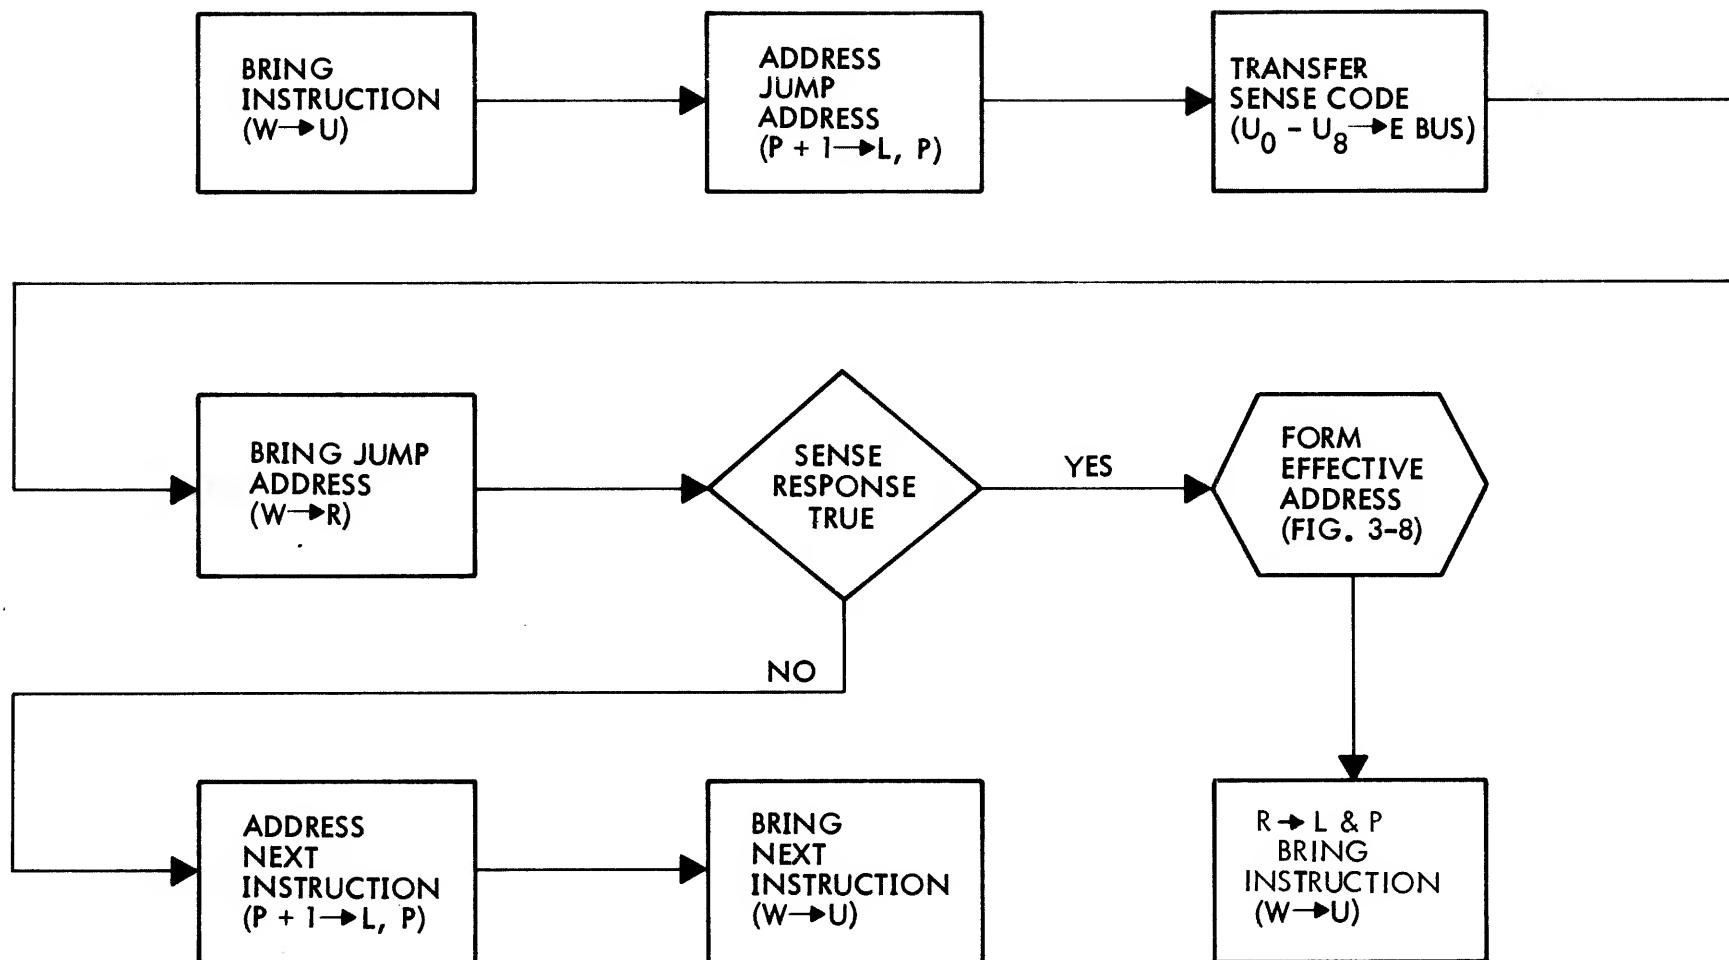 BRING
INSTRUCTION
(W→U)
ADDRESS
JUMP
ADDRESS
(P + 1→L, P)
TRANSFER
SENSE CODE
(U₀ - U₈→E BUS)
BRING JUMP
ADDRESS
(W→R)
SENSE
RESPONSE
TRUE
YES
FORM
EFFECTIVE
ADDRESS
(FIG. 3-8)
NO
ADDRESS
NEXT
INSTRUCTION
(P + 1→L, P)
BRING
NEXT
INSTRUCTION
(W→U)
R→L & P
BRING
INSTRUCTION
(W→U)